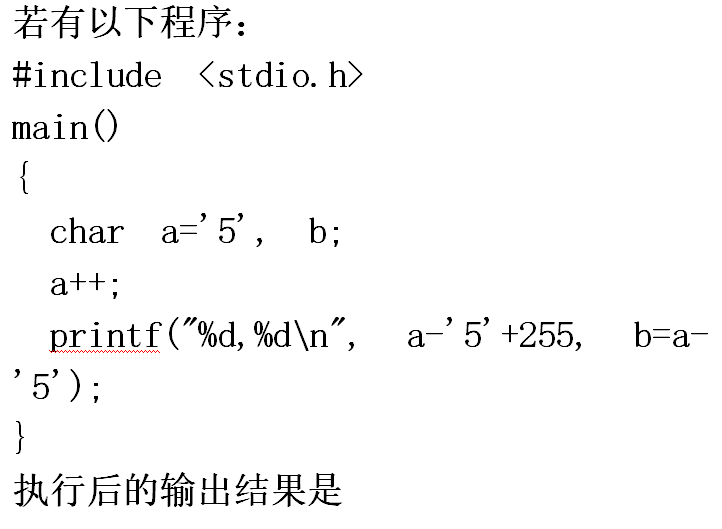 若有以下程序:
#include <stdio.h>
main()
{
char a='5', b;
a++;
printf("%d,%d\n", a-'5'+255, b=a-
'5');
}
执行后的输出结果是